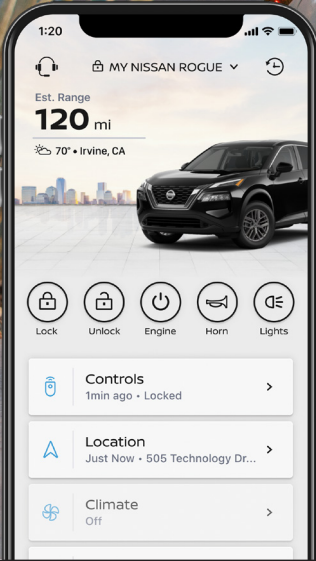 1:20
MY NISSAN ROGUE
Est. Range
120 mi
70° • Irvine, CA
Lock
Unlock
Engine
Horn
Lights
Controls
1min ago • Locked
Location
Just Now • 505 Technology Dr...
Climate
Off